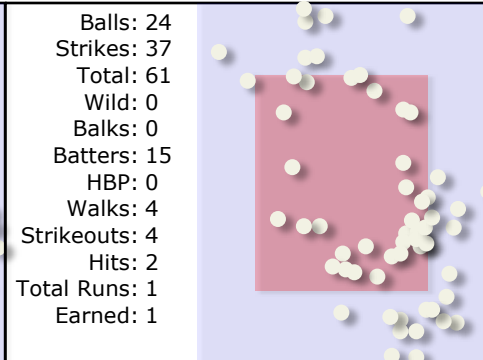 Balls: 24
Strikes: 37
Total: 61
Wild: 0
Balks: 0
Batters: 15
HBP: 0
Walks: 4
Strikeouts: 4
Hits: 2
Total Runs: 1
Earned: 1